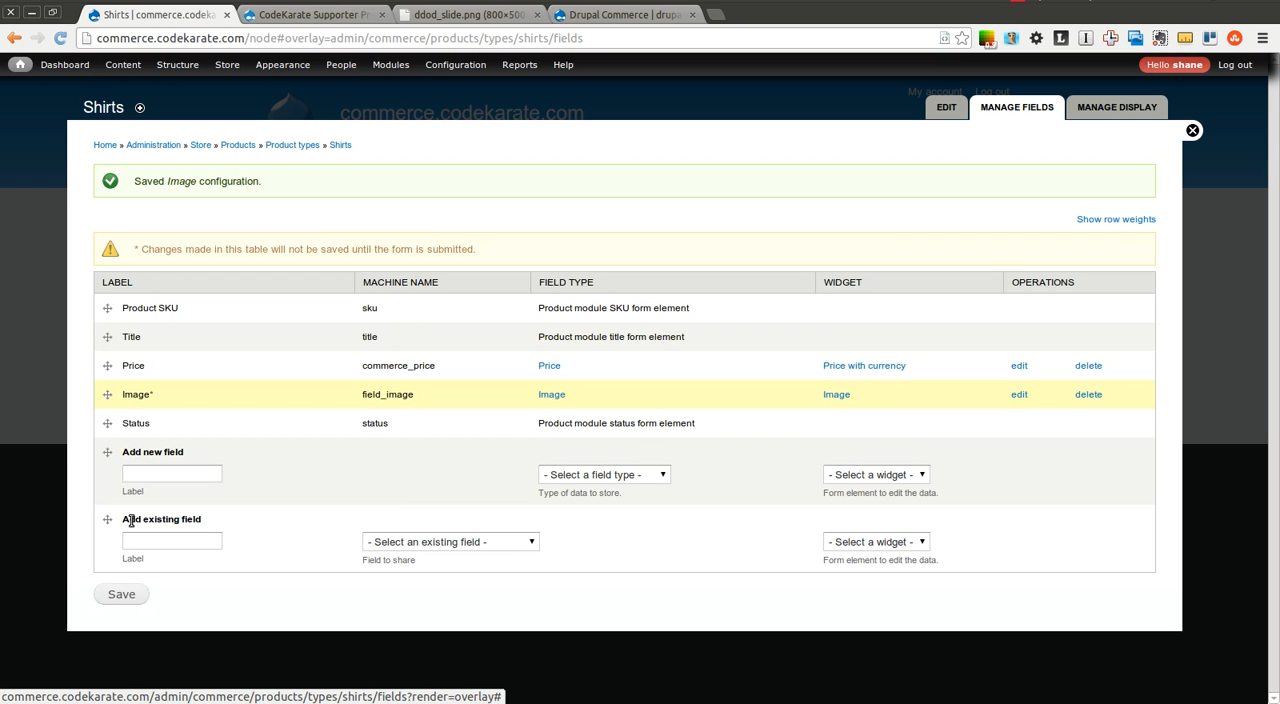 Shirts | commerce.codeka
CodeKarate Supporter P
ddod_slide.png (800×500
Drupal Commerce | drupa
commerce.codekarate.com/node#overlay=admin/commerce/products/types/shirts/fields
Dashboard Content Structure Store Appearance People Modules Configuration Reports Help Hello shane Log out
My account Log out
Shirts
commerce.codekarate.com
EDIT MANAGE FIELDS MANAGE DISPLAY
Home » Administration » Store » Products » Product types » Shirts
Saved Image configuration.
Show row weights
* Changes made in this table will not be saved until the form is submitted.
LABEL MACHINE NAME FIELD TYPE WIDGET OPERATIONS
Product SKU sku Product module SKU form element
Title title Product module title form element
Price commerce_price Price Price with currency edit delete
Image* field_image Image Image edit delete
Status status Product module status form element
Add new field
- Select a field type - - Select a widget -
Label Type of data to store. Form element to edit the data.
Add existing field
- Select an existing field - - Select a widget -
Label Field to share Form element to edit the data.
Save
commerce.codekarate.com/admin/commerce/products/types/shirts/fields?render=overlay#